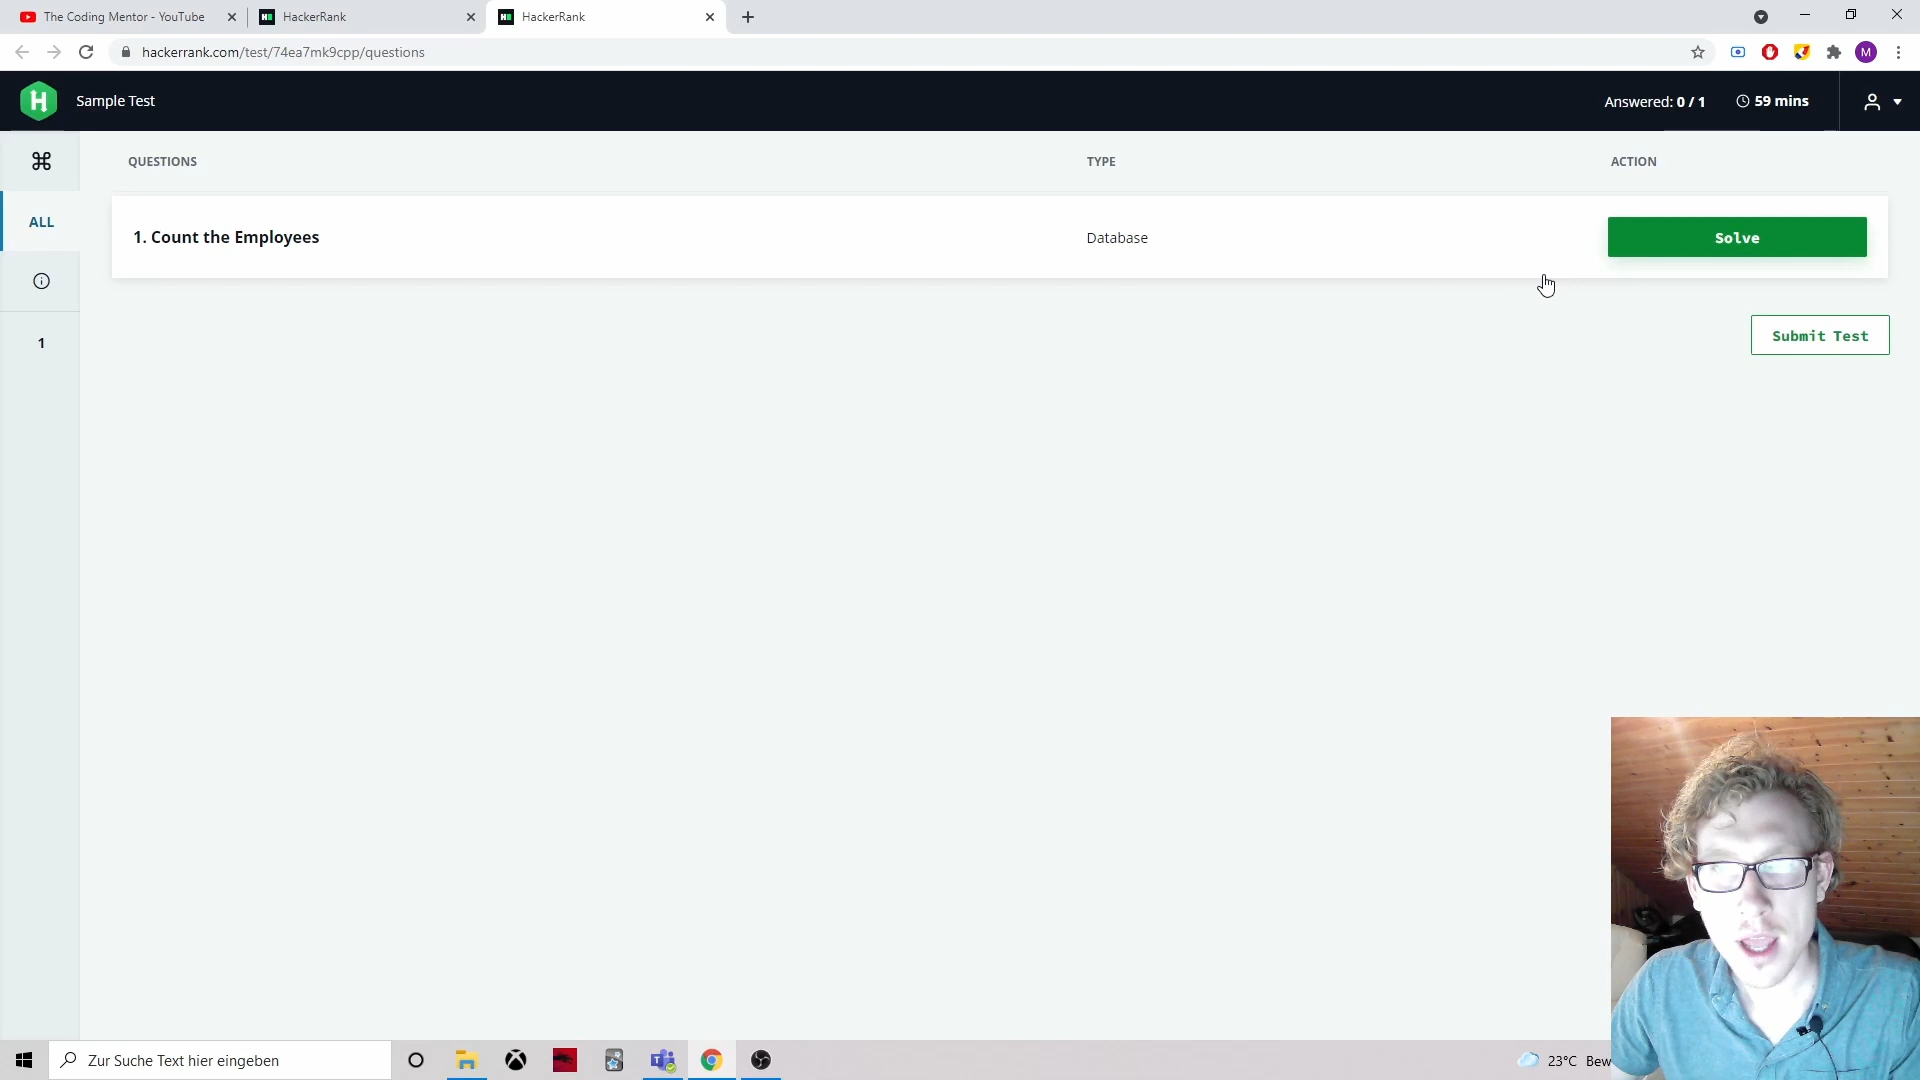 The Coding Mentor - YouTube
HackerRank
HackerRank
hackerrank.com/test/74ea7mk9cpp/questions
M
H
Sample Test
Answered: 0 / 1
59 mins
QUESTIONS
TYPE
ACTION
ALL
1. Count the Employees
Database
Solve
Submit Test
1
Zur Suche Text hier eingeben
23°C Bew